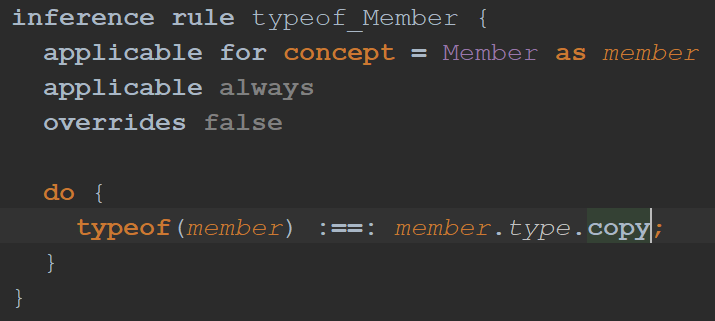 inference rule typeof_Member {
applicable for concept = Member as member
applicable always
overrides false
do {
typeof(member) :==: member.type.copy;
}
}